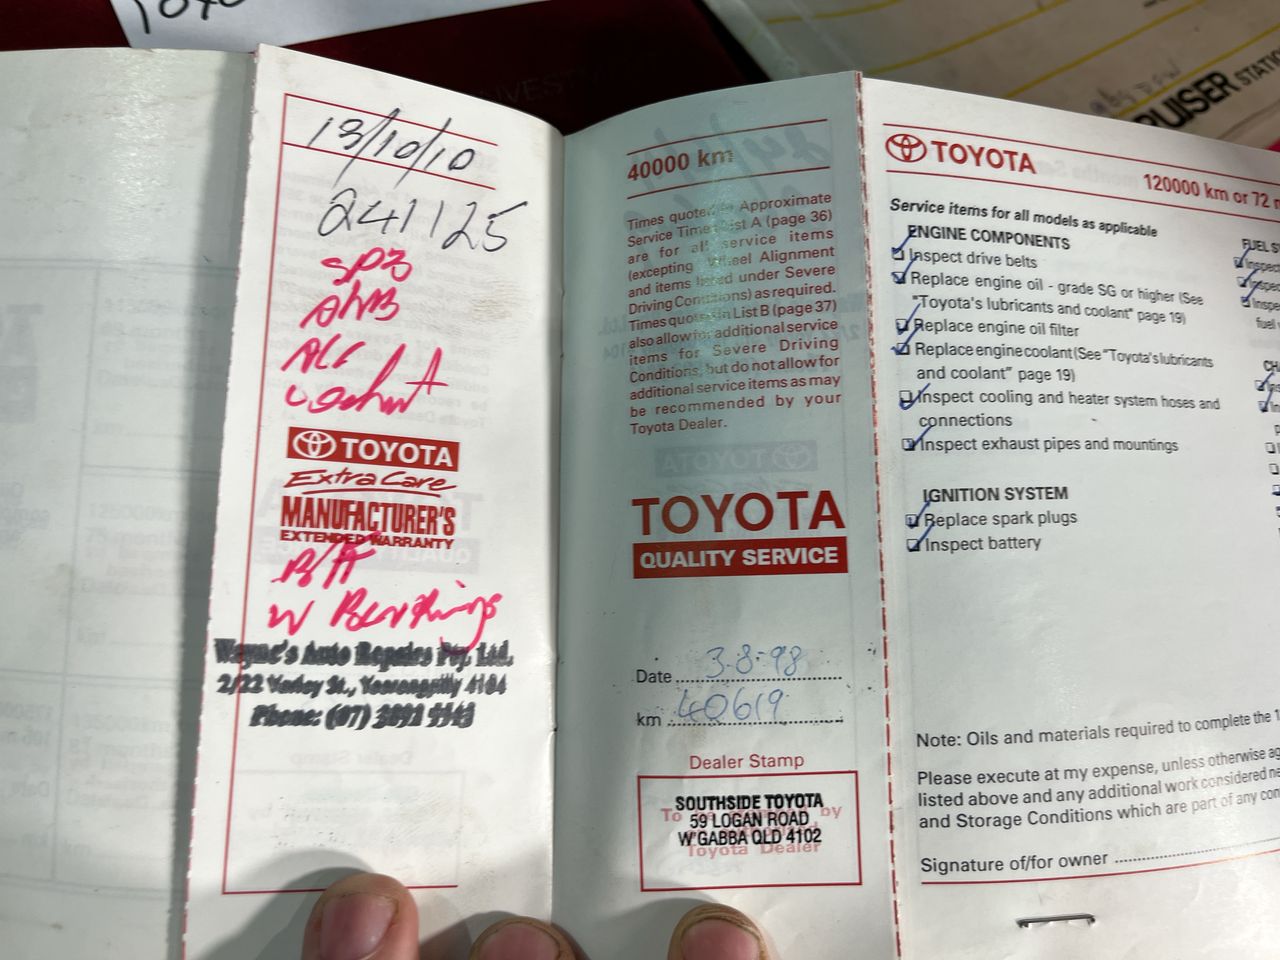 13/10/10
241125
TOYOTA
Extra Care
MANUFACTURER'S
EXTENDED WARRANTY
W Bearings
Wayne's Auto Repairs Pty. Ltd.
2/22 St., Yeerongpilly 4104
Phone: (07)
40000 km
Times quoted in Approximate
Service Times List A (page 36)
are for all service items
(excepting Wheel Alignment
and items listed under Severe
Driving Conditions) as required.
Times quoted in List B (page 37)
also allow for additional service
items for Severe Driving
Conditions, but do not allow for
additional service items as may
be recommended by your
Toyota Dealer.
TOYOTA
QUALITY SERVICE
Date 3-8-98
km 40619
Dealer Stamp
SOUTHSIDE TOYOTA
59 LOGAN ROAD
W'GABBA QLD 4102
Toyota Dealer
TOYOTA
120000 km or 72
Service items for all models as applicable
ENGINE COMPONENTS
Inspect drive belts
Replace engine oil - grade SG or higher (See
"Toyota's lubricants and coolant" page 19)
Replace engine oil filter
Replace engine coolant (See "Toyota's lubricants
and coolant" page 19)
Inspect cooling and heater system hoses and
connections
Inspect exhaust pipes and mountings
IGNITION SYSTEM
Replace spark plugs
Inspect battery
Note: Oils and materials required to complete the
Please execute at my expense, unless otherwise
listed above and any additional work considered
and Storage Conditions which are part of any
Signature of/for owner
FUEL
fuel
STATION